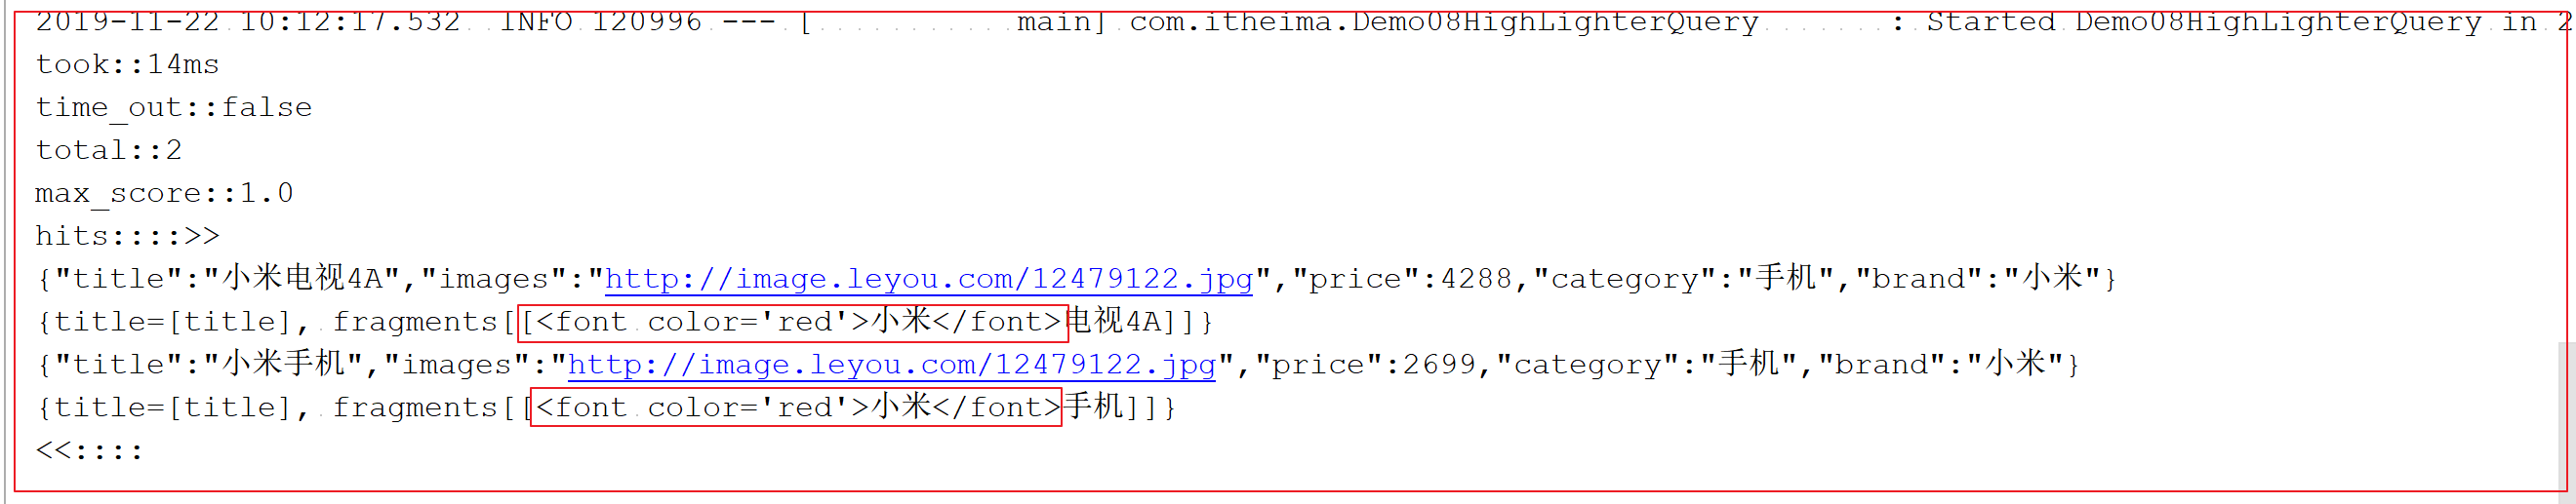 2019-11-22 10:12:17.532  INFO 120996 --- [           main] com.itheima.Demo08HighLighterQuery       : Started Demo08HighLighterQuery in 2
took::14ms
time_out::false
total::2
max_score::1.0
hits::::>>
{"title":"小米电视4A","images":"http://image.leyou.com/12479122.jpg","price":4288,"category":"手机","brand":"小米"}
{title=[title], fragments[[<font color='red'>小米</font>电视4A]]}
{"title":"小米手机","images":"http://image.leyou.com/12479122.jpg","price":2699,"category":"手机","brand":"小米"}
{title=[title], fragments[[<font color='red'>小米</font>手机]]}
<<::::